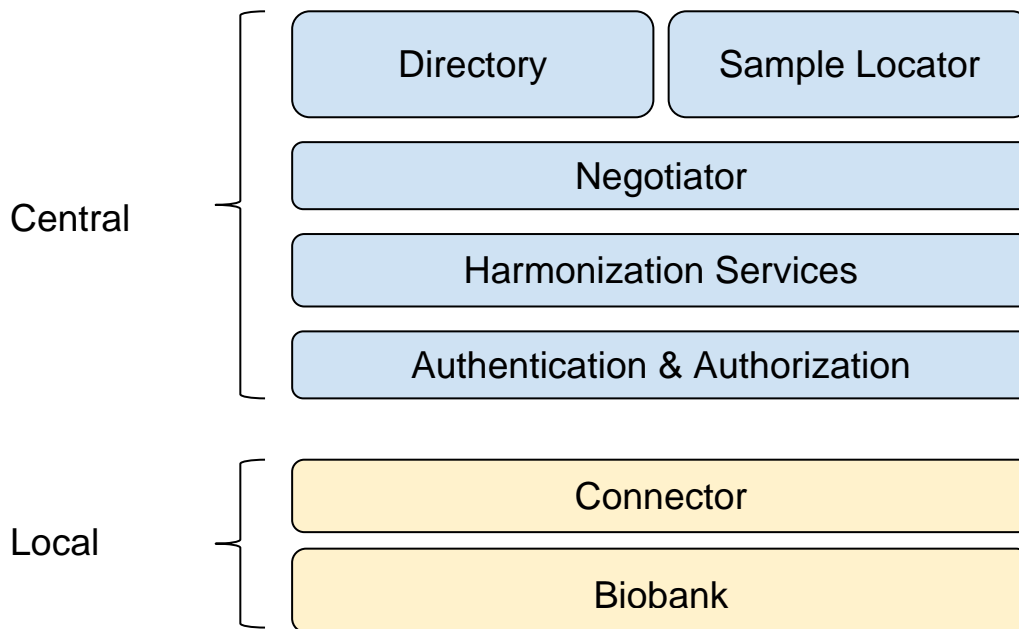 Directory
Sample Locator
Negotiator
Central
Harmonization Services
Authentication & Authorization
Connector
Local
Biobank